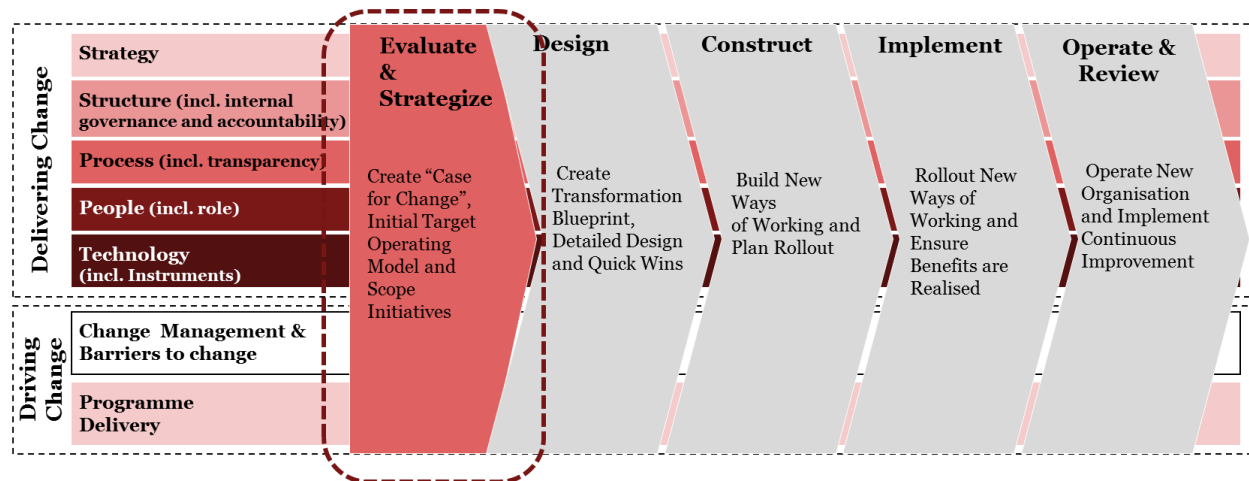 Delivering Change
Strategy
Structure (incl. internal
governance and accountability)
Process (incl. transparency)
People (incl. role)
Technology
(incl. Instruments)
Driving
Change
Change Management &
Barriers to change
Programme
Delivery
Evaluate
&
Strategize
Create “Case
for Change”,
Initial Target
Operating
Model and
Scope
Initiatives
Design
Create
Transformation
Blueprint,
Detailed Design
and Quick Wins
Construct
Build New
Ways
of Working and
Plan Rollout
Implement
Rollout New
Ways of
Working and
Ensure
Benefits are
Realised
Operate &
Review
Operate New
Organisation
and Implement
Continuous
Improvement